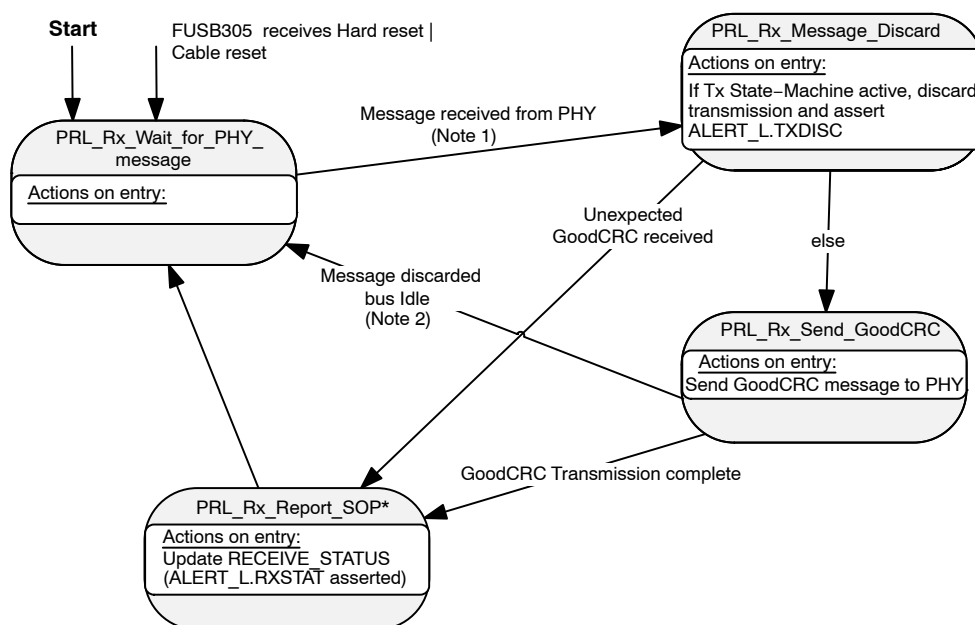 Start
FUSB305 receives Hard reset |
Cable reset
PRL_Rx_Wait_for_PHY_
message
Actions on entry:
Message received from PHY
(Note 1)
PRL_Rx_Message_Discard
Actions on entry:
If Tx State−Machine active, discard
transmission and assert
ALERT_L.TXDISC
Unexpected
GoodCRC received
else
Message discarded
bus Idle
(Note 2)
PRL_Rx_Send_GoodCRC
Actions on entry:
Send GoodCRC message to PHY
GoodCRC Transmission complete
PRL_Rx_Report_SOP*
Actions on entry:
Update RECEIVE_STATUS
(ALERT_L.RXSTAT asserted)